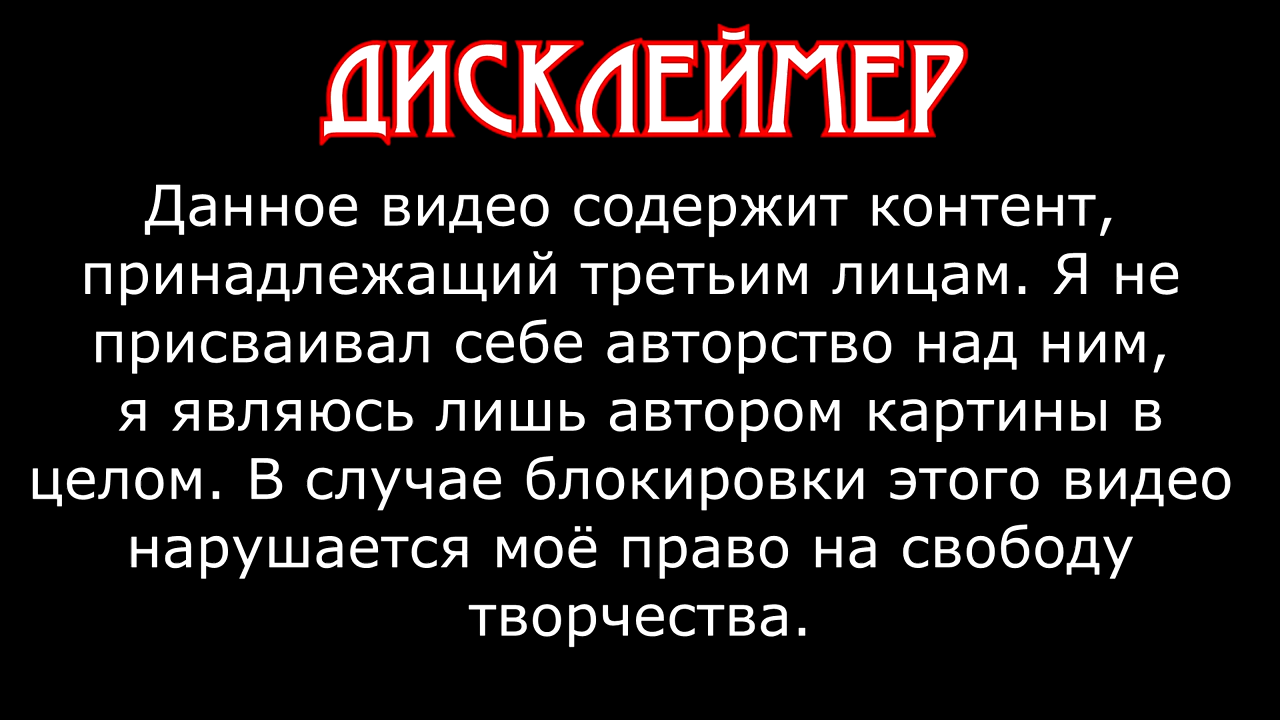 ДИСКЛЕЙМЕР
Данное видео содержит контент,
принадлежащий третьим лицам. Я не
присваивал себе авторство над ним,
я являюсь лишь автором картины в
целом. В случае блокировки этого видео
нарушается моё право на свободу
творчества.